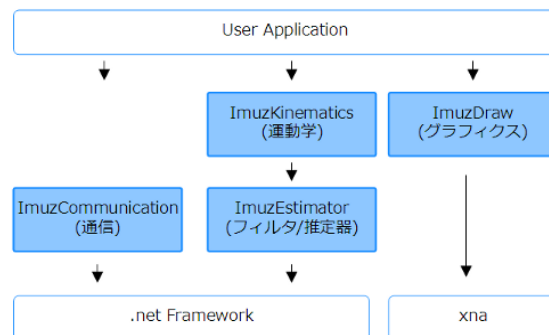 User Application
ImuzKinematics
(運動学)
ImuzDraw
(グラフィクス)
ImuzCommunication
(通信)
ImuzEstimator
(フィルタ/推定器)
.net Framework
xna